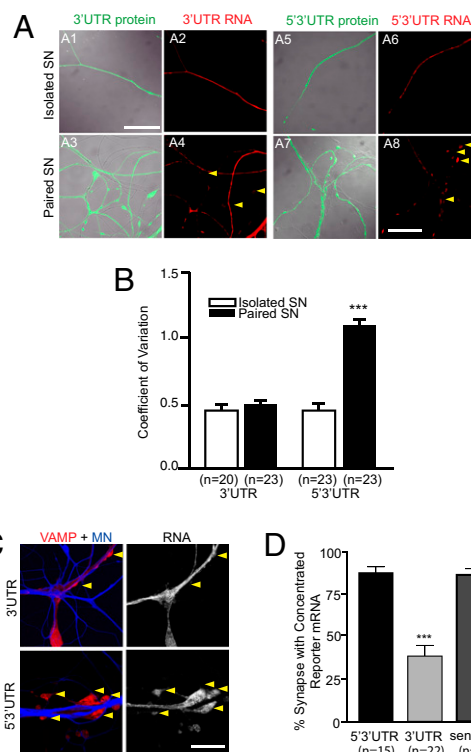 A
3'UTR protein 3'UTR RNA 5'3'UTR protein 5'3'UTR RNA
Isolated SN
A1 A2 A5 A6
Paired SN
A3 A4 A7 A8
B
Coefficient of Variation
1.5
1.0
0.5
0.0
Isolated SN
Paired SN
***
(n=20) (n=23) (n=23) (n=23)
3'UTR 5'3'UTR
VAMP + MN RNA
3'UTR
5'3'UTR
D
% Synapse with Concentrated
Reporter mRNA
100
75
50
25
0
***
5'3'UTR 3'UTR sen
(n=15) (n=22) (n